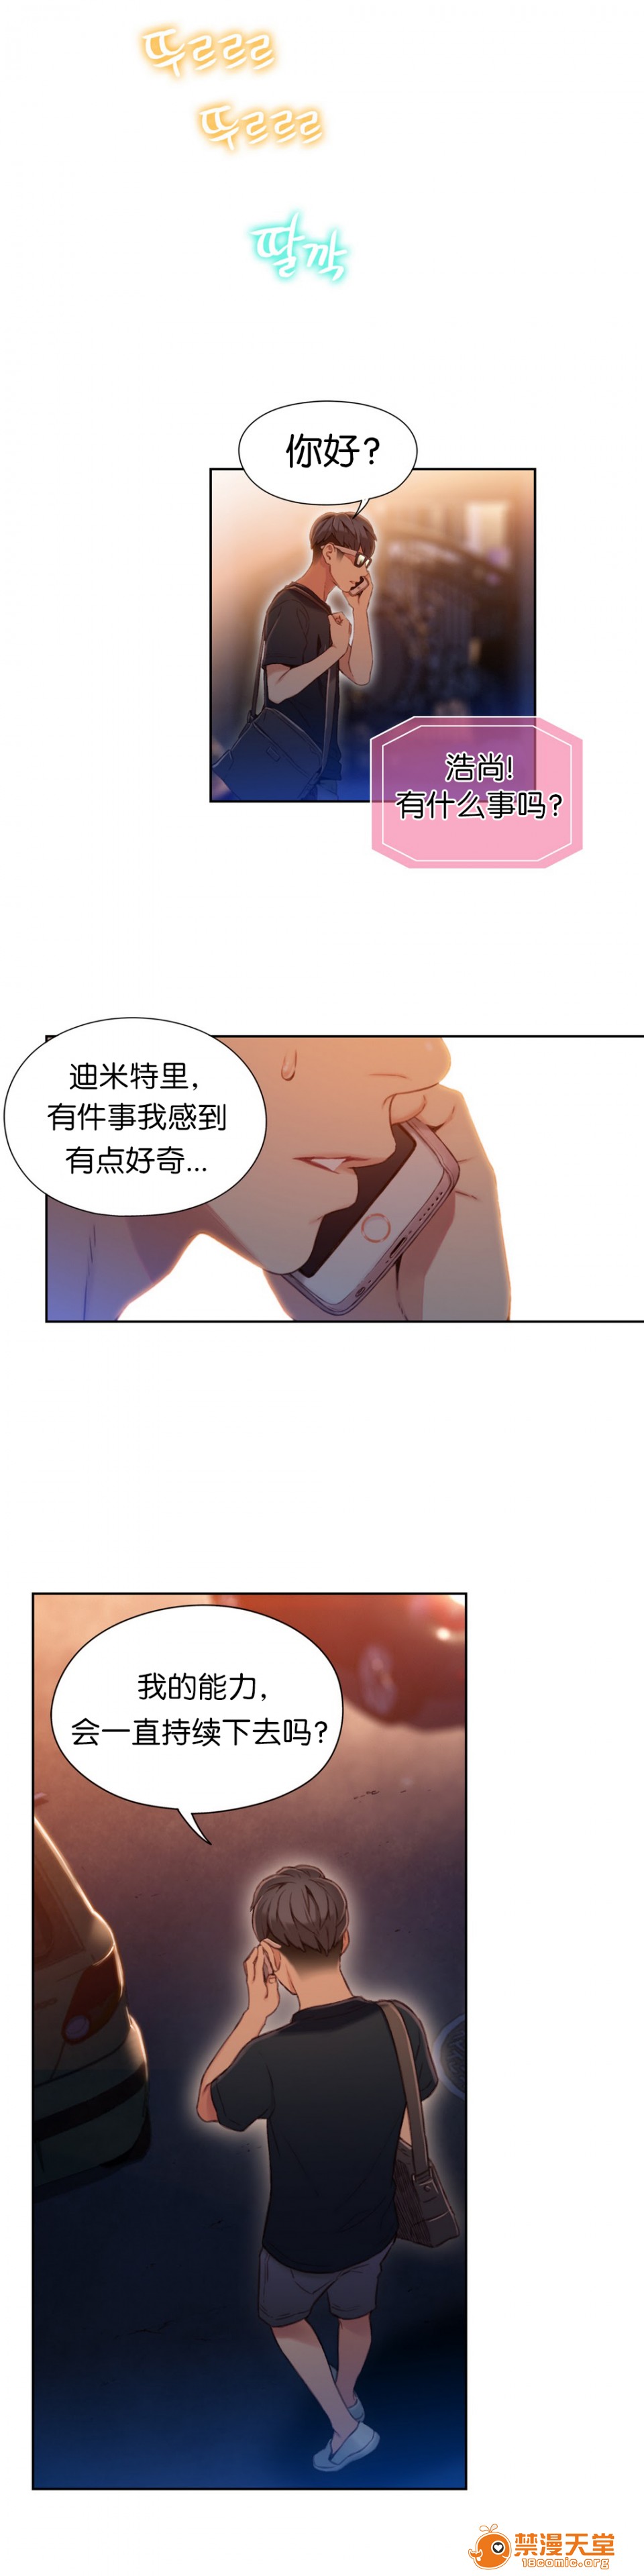 뚜르르르
뚜르르르
딸깍
你好?
浩尚!
有什么事吗?
迪米特里,
有件事我感到
有点好奇...
我的能力,
会一直持续下去吗?
禁漫天堂
18comic.org